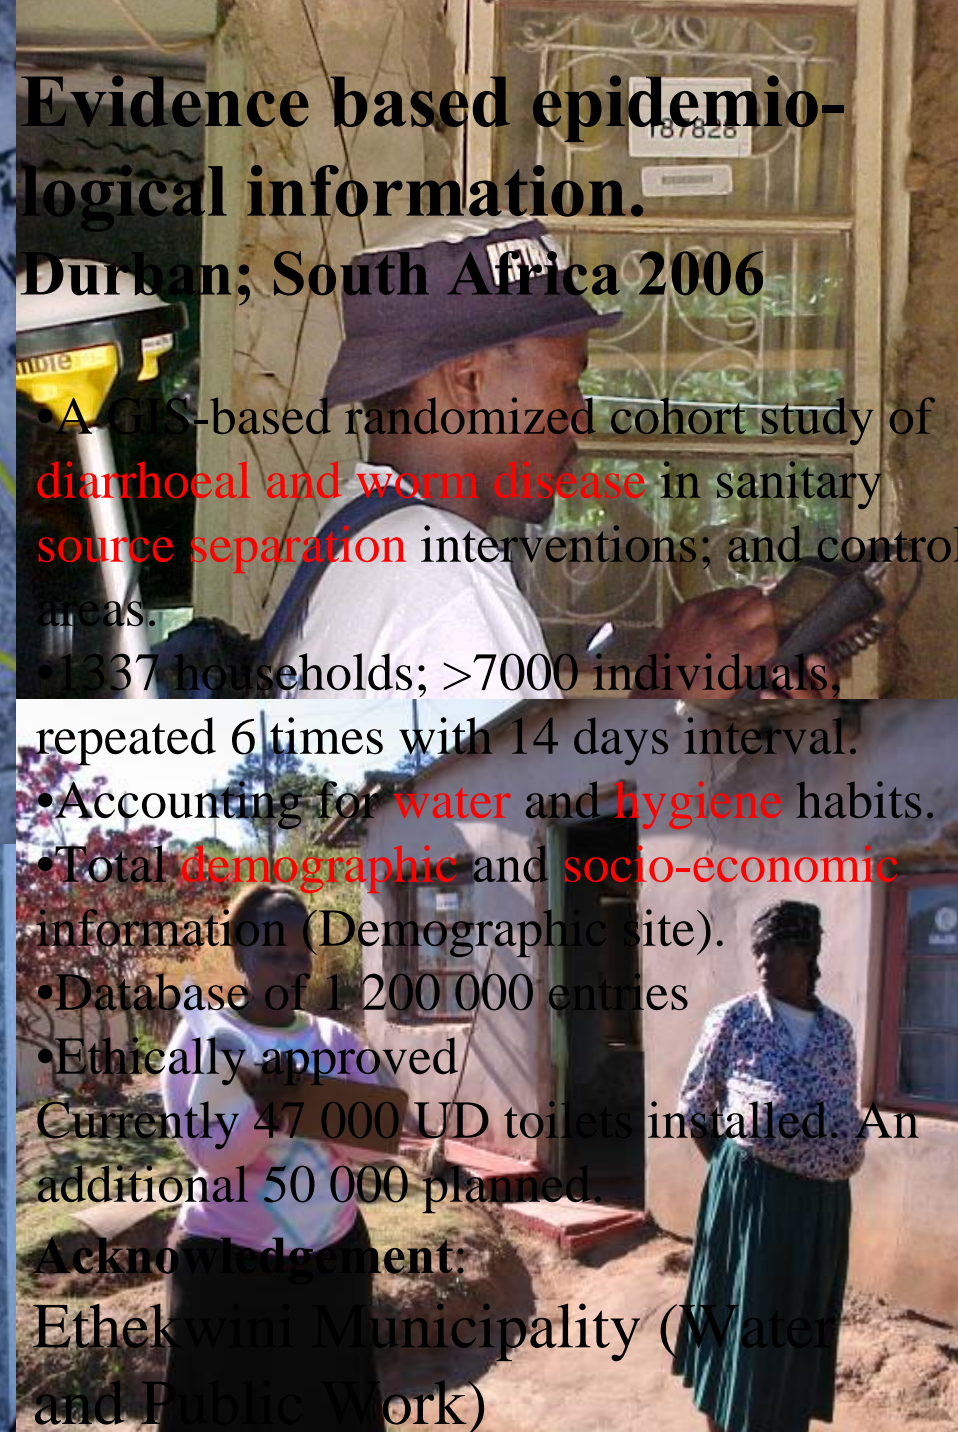 Evidence based epidemio-
187828
logical information.
METR
Durban; South Africa 2006
mble
•A GIS-based randomized cohort study of
diarrhoeal and worm disease in sanitary
source separation interventions; and control
areas.
•1337 households; >7000 individuals,
repeated 6 times with 14 days interval.
•Accounting for water and hygiene habits.
•Total demographic and socio-economic
information (Demographic site).
•Database of 1 200 000 entries
•Ethically approved
Currently 47 000 UD toilets installed. An
additional 50 000 planned.
Acknowledgement:
Ethekwini Municipality (Water
and Public Work)